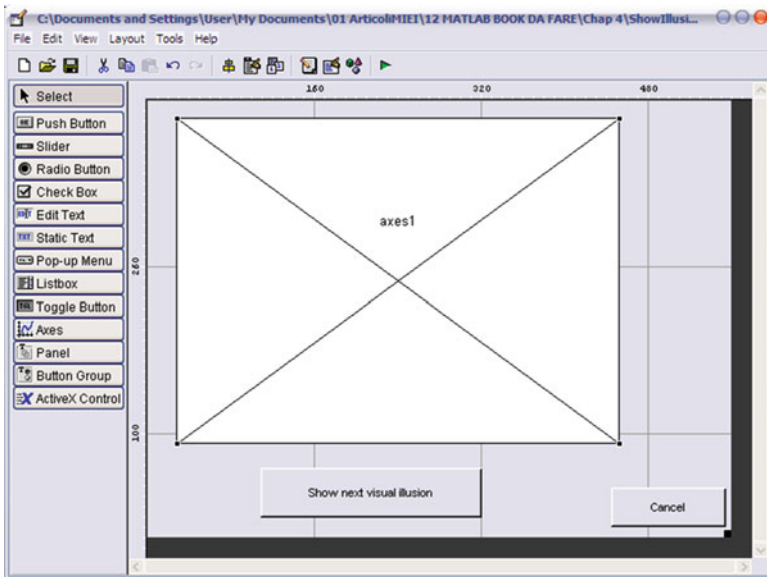 C:\Documents and Settings\User\My Documents\01 ArticoliMIEI\12 MATLAB BOOK DA FARE\Chap 4\ShowIllusi...
File Edit View Layout Tools Help
160 320 480
Select
Push Button
Slider
Radio Button
Check Box
Edit Text
Static Text
Pop-up Menu
Listbox
Toggle Button
Axes
Panel
Button Group
ActiveX Control
260
100
axes1
Show next visual illusion
Cancel